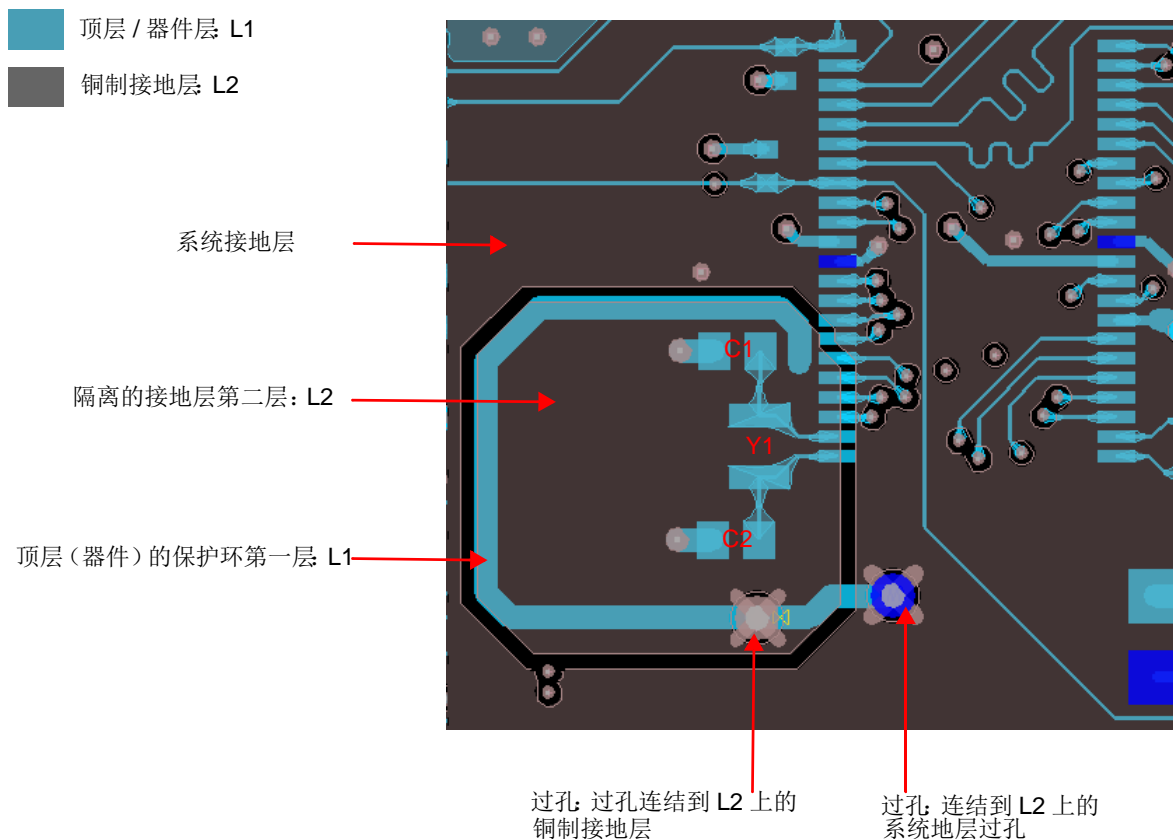 顶层 / 器件层: L1
铜制接地层: L2
系统接地层
C1
隔离的接地层第二层: L2
Y1
C2
顶层（器件）的保护环第一层: L1
过孔: 过孔连结到 L2 上的
铜制接地层
过孔: 连结到 L2 上的
系统地层过孔